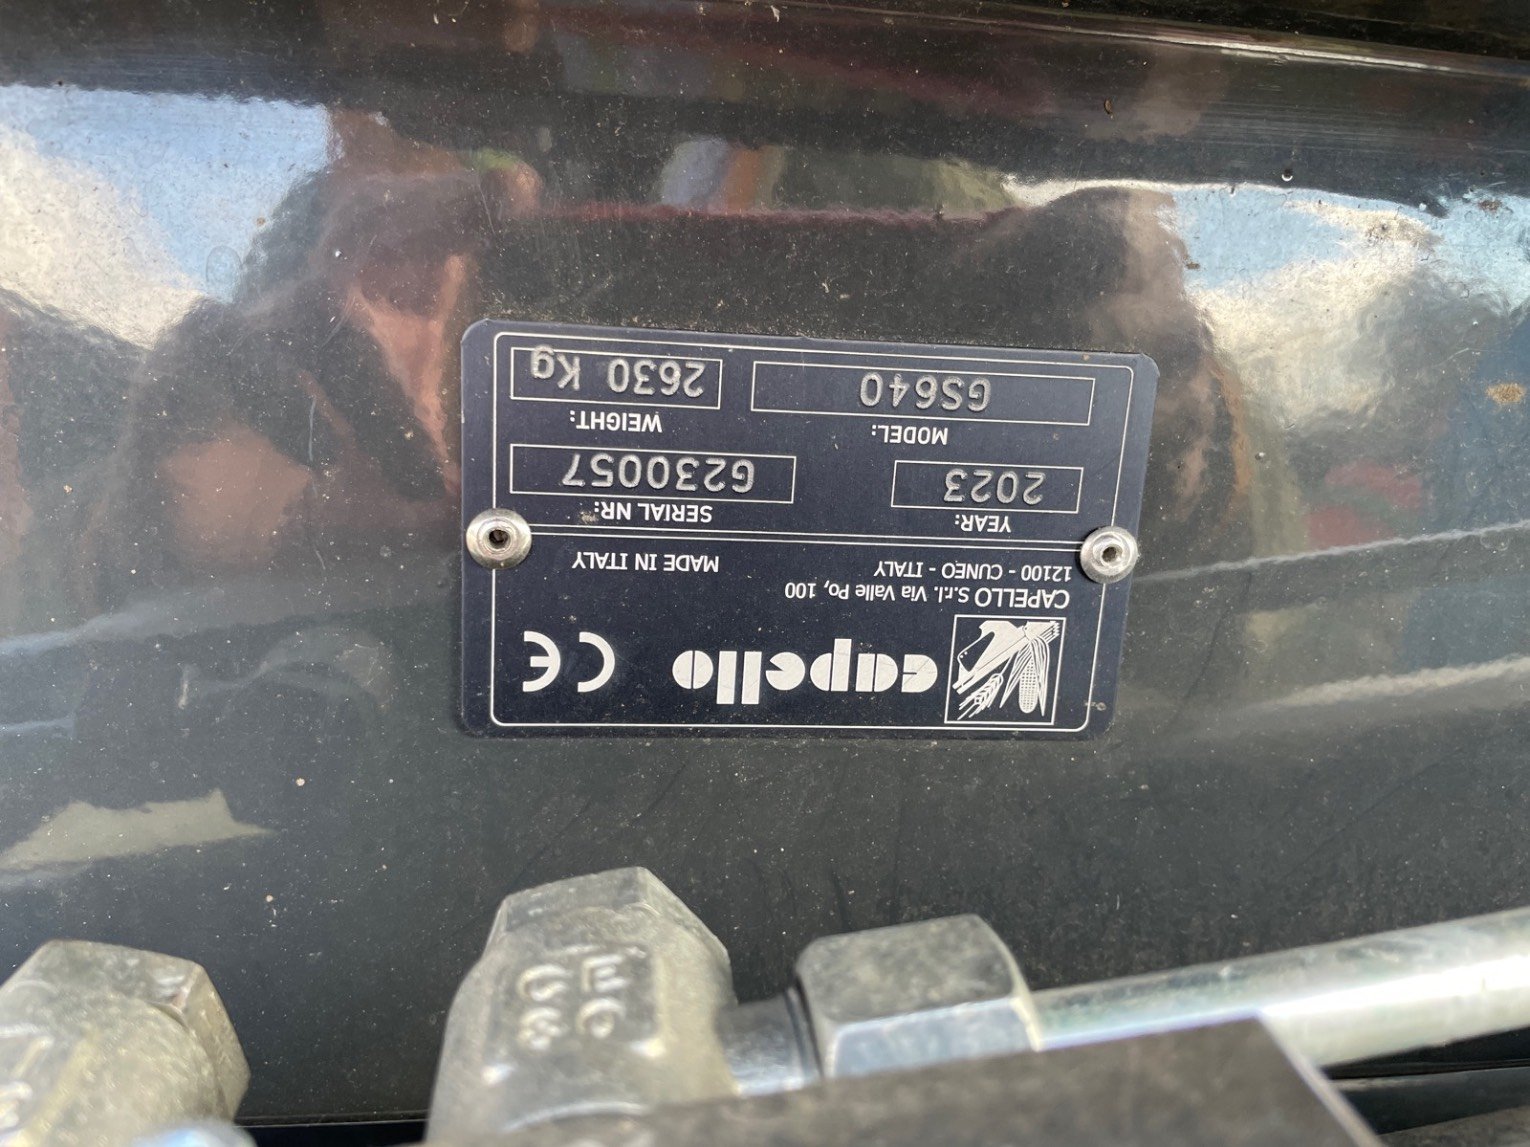 capello CE
CAPELLO S.r.l. Via Valle Po, 100
12100 - CUNEO - ITALY MADE IN ITALY
YEAR: SERIAL NR:
2023 G230057
MODEL: WEIGHT:
GS640 2630 Kg